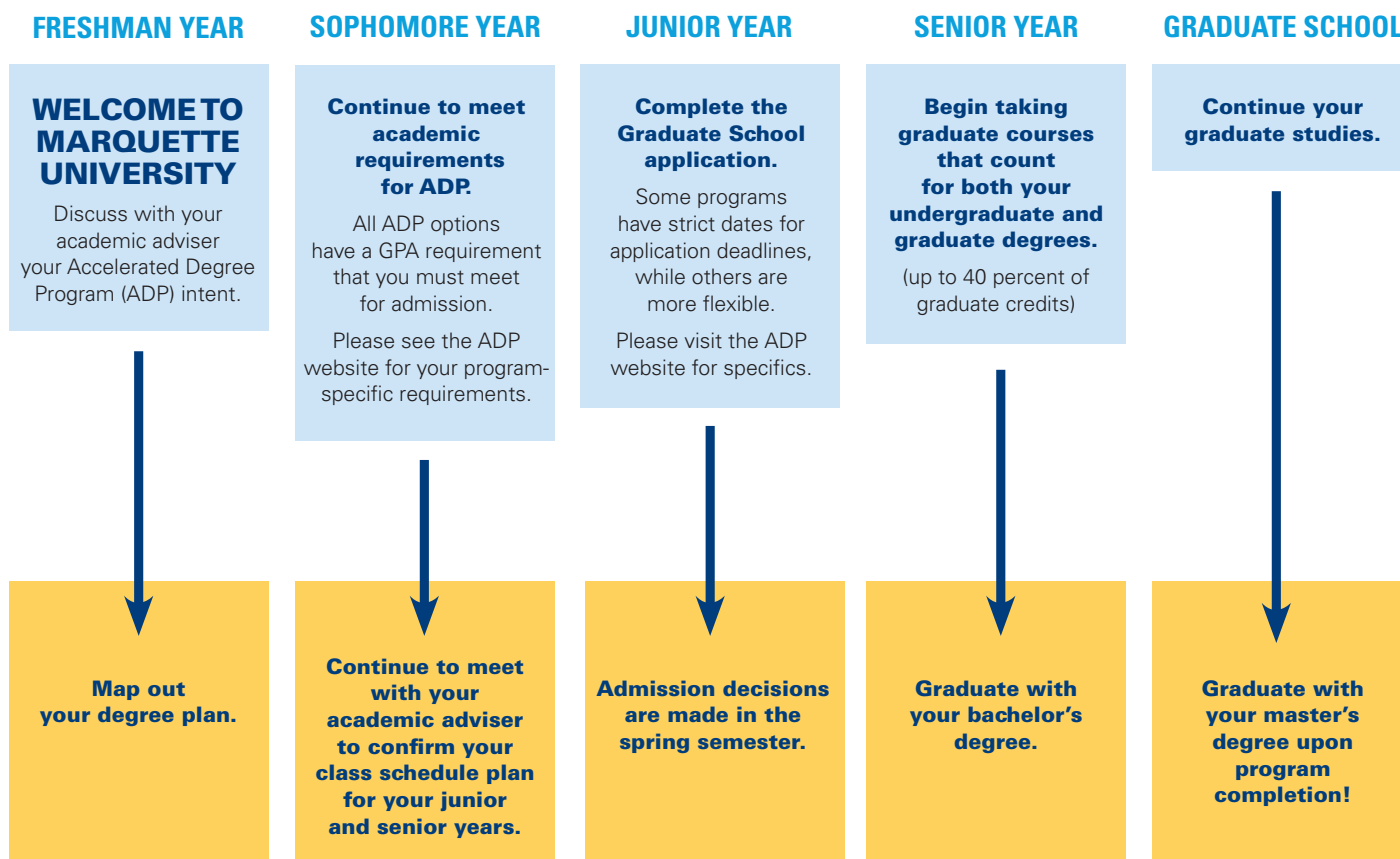 FRESHMAN YEAR
WELCOME TO
MARQUETTE
UNIVERSITY
Discuss with your
academic adviser
your Accelerated Degree
Program (ADP) intent.
Map out
your degree plan.
SOPHOMORE YEAR
Continue to meet
academic
requirements
for ADP.
All ADP options
have a GPA requirement
that you must meet
for admission.
Please see the ADP
website for your program-
specific requirements.
Continue to meet
with your
academic adviser
to confirm your
class schedule plan
for your junior
and senior years.
JUNIOR YEAR
Complete the
Graduate School
application.
Some programs
have strict dates for
application deadlines,
while others are
more flexible.
Please visit the ADP
website for specifics.
Admission decisions
are made in the
spring semester.
SENIOR YEAR
Begin taking
graduate courses
that count
for both your
undergraduate and
graduate degrees.
(up to 40 percent of
graduate credits)
Graduate with
your bachelor's
degree.
GRADUATE SCHOOL
Continue your
graduate studies.
Graduate with
your master's
degree upon
program
completion!